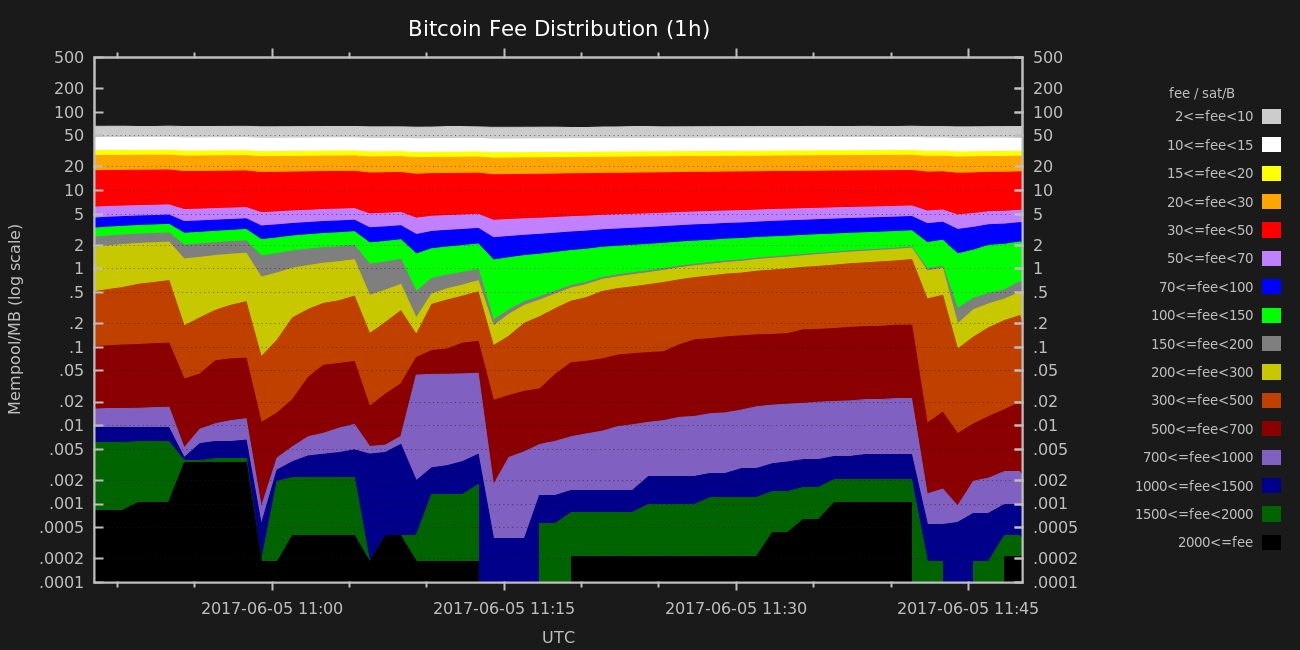 Bitcoin Fee Distribution (1h)
Mempool/MB (log scale)
500
200
100
50
20
10
5
2
1
.5
.2
.1
.05
.02
.01
.005
.002
.001
.0005
.0002
.0001
500
200
100
50
20
10
5
2
1
.5
.2
.1
.05
.02
.01
.005
.002
.001
.0005
.0002
.0001
fee / sat/B
2<=fee<10
10<=fee<15
15<=fee<20
20<=fee<30
30<=fee<50
50<=fee<70
70<=fee<100
100<=fee<150
150<=fee<200
200<=fee<300
300<=fee<500
500<=fee<700
700<=fee<1000
1000<=fee<1500
1500<=fee<2000
2000<=fee
2017-06-05 11:00 2017-06-05 11:15 2017-06-05 11:30 2017-06-05 11:45
UTC